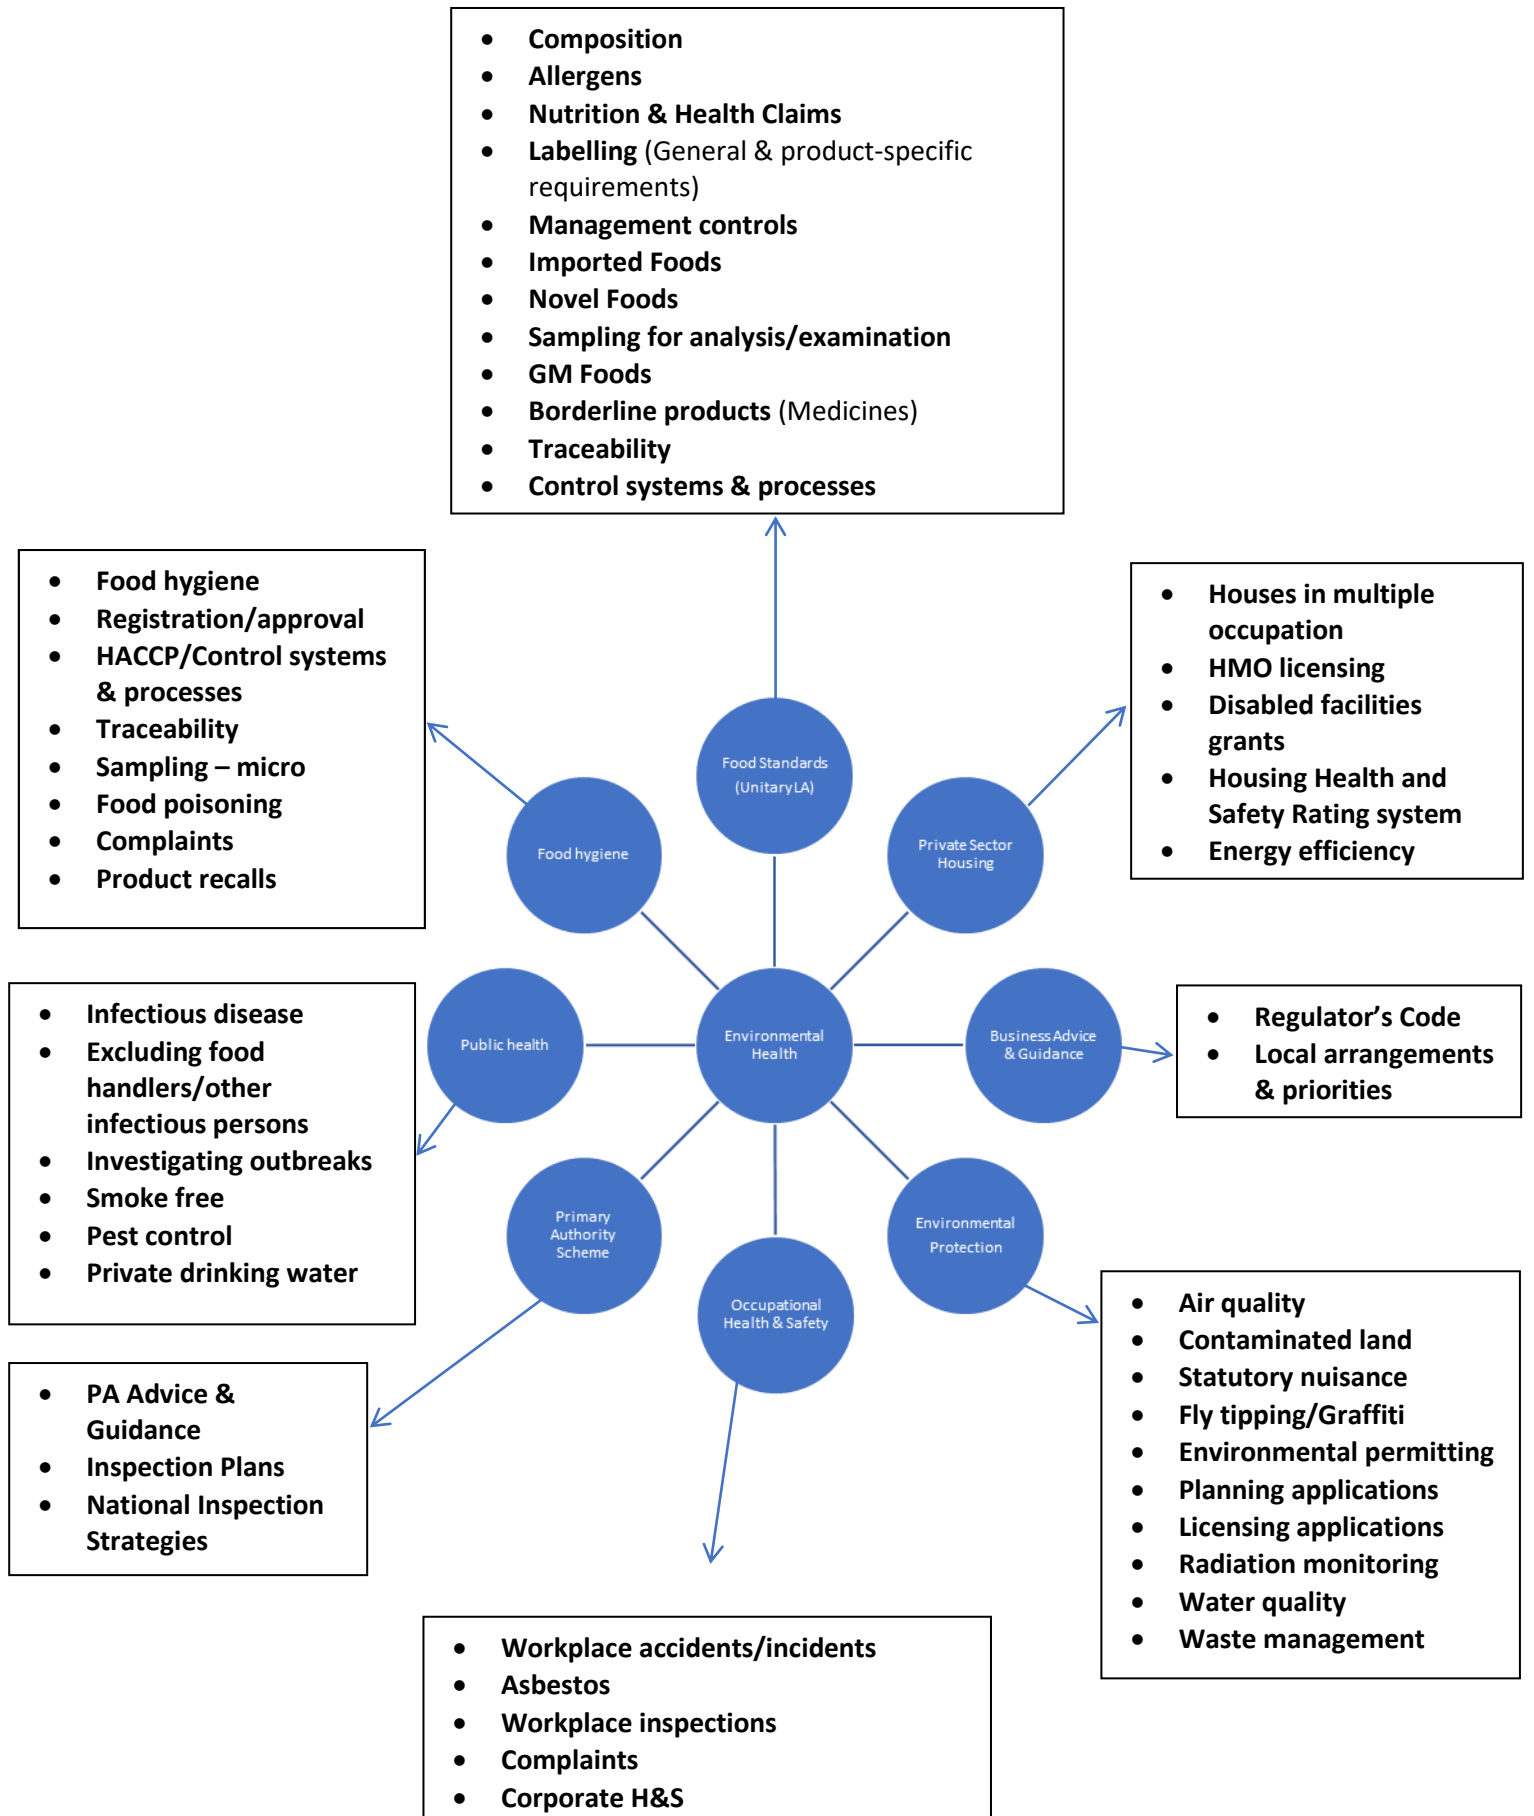 • Composition
• Allergens
• Nutrition & Health Claims
• Labelling (General & product-specific
requirements)
• Management controls
• Imported Foods
• Novel Foods
• Sampling for analysis/examination
• GM Foods
• Borderline products (Medicines)
• Traceability
• Control systems & processes
• Food hygiene
• Registration/approval
• HACCP/Control systems
& processes
• Traceability
• Sampling – micro
• Food poisoning
• Complaints
• Product recalls
• Houses in multiple
occupation
• HMO licensing
• Disabled facilities
grants
• Housing Health and
Safety Rating system
• Energy efficiency
Food Standards
(Unitary LA)
Food hygiene
Private Sector
Housing
• Infectious disease
• Excluding food
handlers/other
infectious persons
• Investigating outbreaks
• Smoke free
• Pest control
• Private drinking water
Public health
Environmental
Health
Business Advice
& Guidance
• Regulator’s Code
• Local arrangements
& priorities
Primary
Authority
Scheme
Environmental
Protection
Occupational
Health & Safety
• PA Advice &
Guidance
• Inspection Plans
• National Inspection
Strategies
• Air quality
• Contaminated land
• Statutory nuisance
• Fly tipping/Graffiti
• Environmental permitting
• Planning applications
• Licensing applications
• Radiation monitoring
• Water quality
• Waste management
• Workplace accidents/incidents
• Asbestos
• Workplace inspections
• Complaints
• Corporate H&S